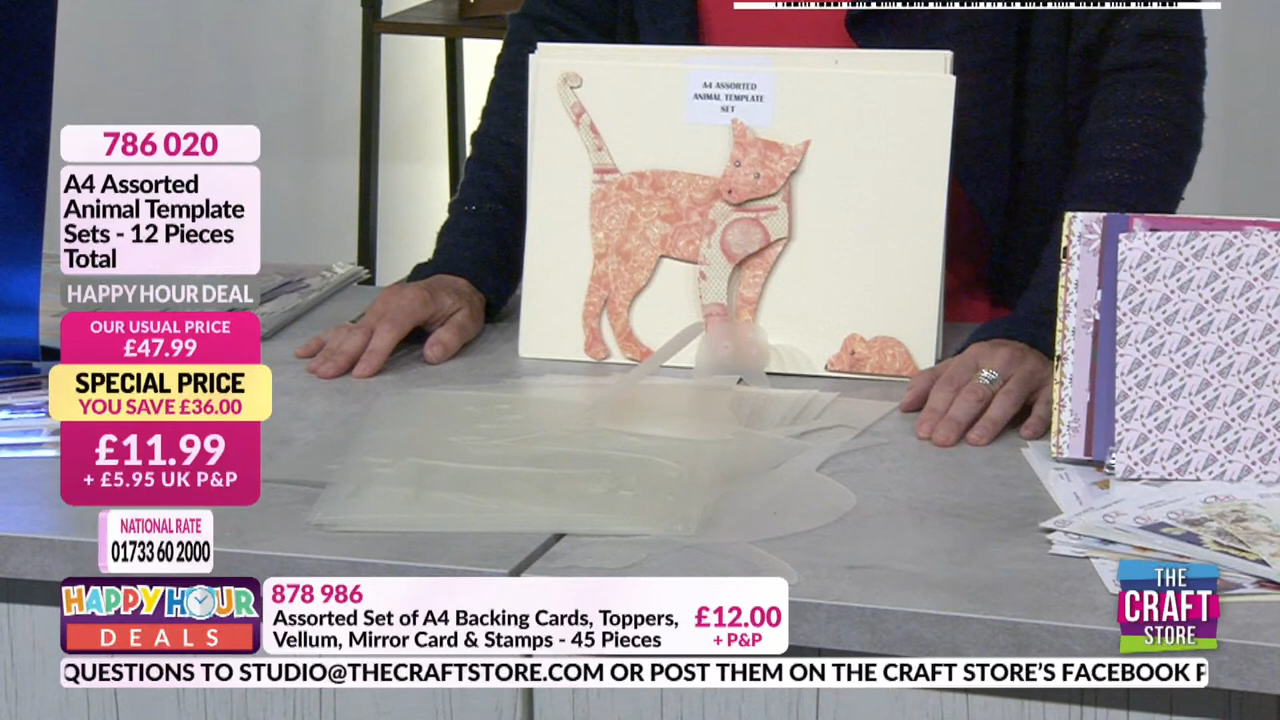 A4 ASSORTED
ANIMAL TEMPLATE
SET
786 020
A4 Assorted
Animal Template
Sets - 12 Pieces
Total
HAPPY HOUR DEAL
OUR USUAL PRICE
£47.99
SPECIAL PRICE
YOU SAVE £36.00
£11.99
+ £5.95 UK P&P
NATIONAL RATE
01733 60 2000
HAPPY HOUR
DEALS
878 986
Assorted Set of A4 Backing Cards, Toppers,
Vellum, Mirror Card & Stamps - 45 Pieces
£12.00
+ P&P
THE
CRAFT
STORE
QUESTIONS TO STUDIO@THECRAFTSTORE.COM OR POST THEM ON THE CRAFT STORE'S FACEBOOK